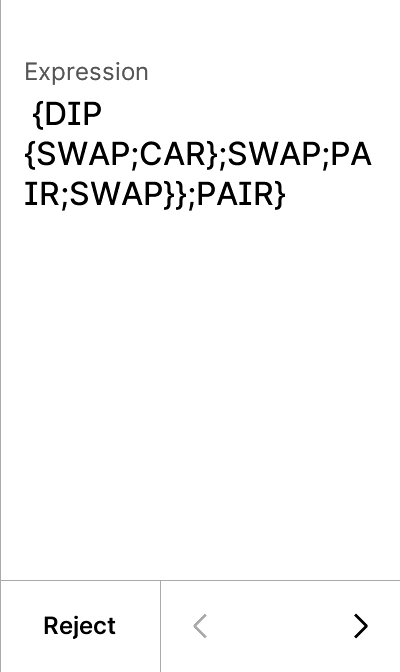 Expression
{DIP
{SWAP;CAR};SWAP;PA
IR;SWAP}};PAIR}
Reject